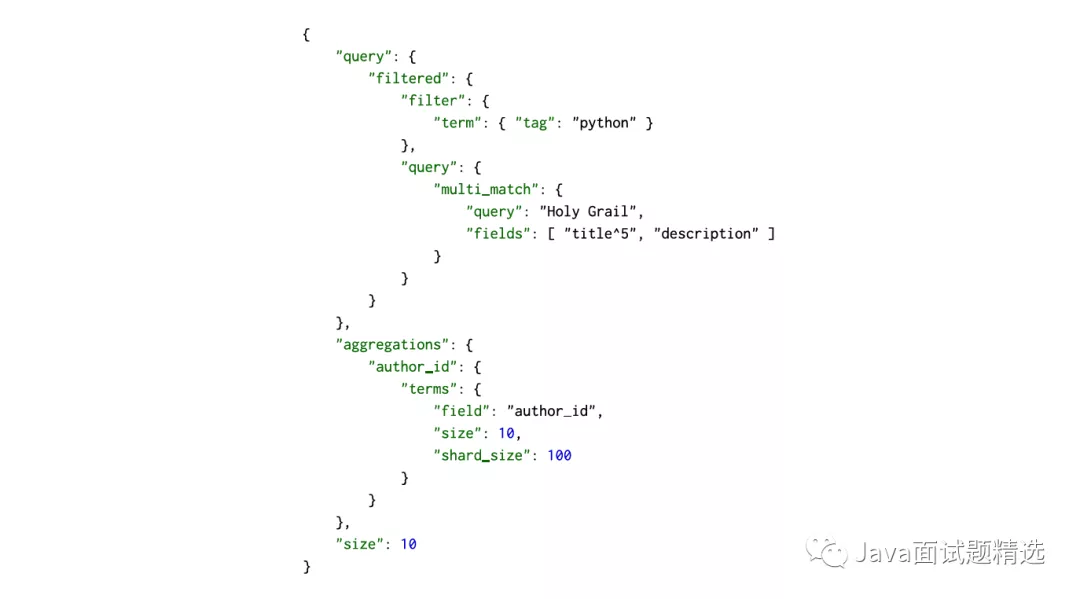 {
    "query": {
        "filtered": {
            "filter": {
                "term": { "tag": "python" }
            },
            "query": {
                "multi_match": {
                    "query": "Holy Grail",
                    "fields": [ "title^5", "description" ]
                }
            }
        }
    },
    "aggregations": {
        "author_id": {
            "terms": {
                "field": "author_id",
                "size": 10,
                "shard_size": 100
            }
        }
    },
    "size": 10
}
Java面试题精选